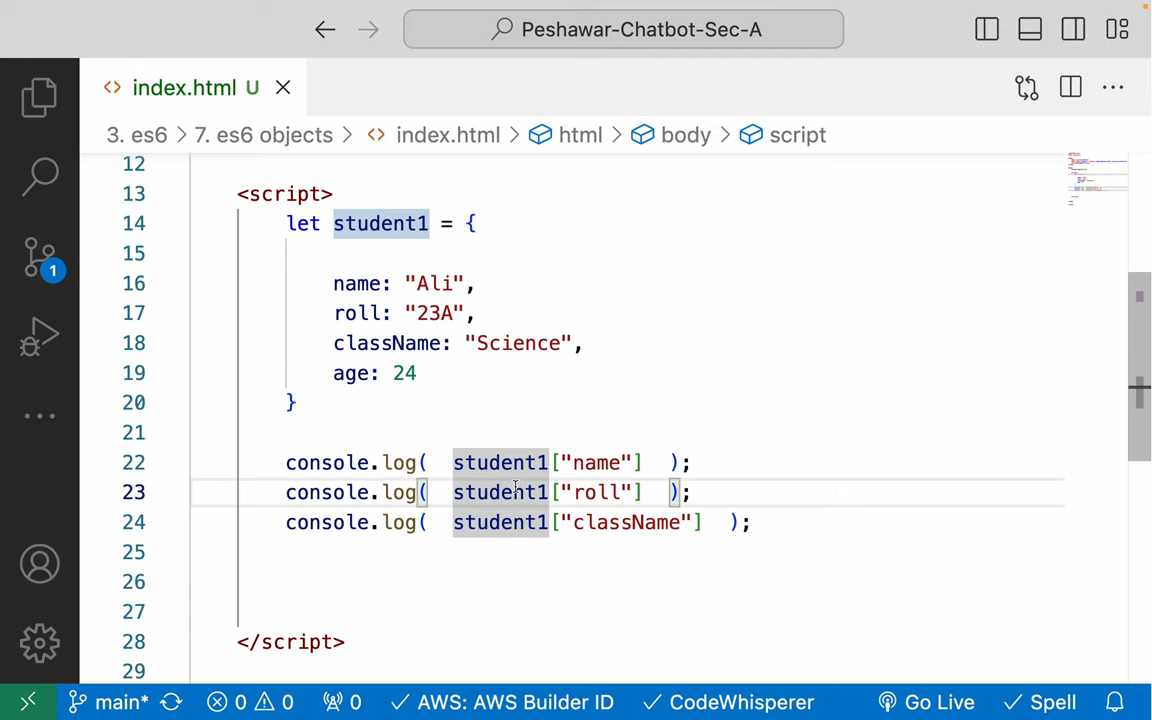 Peshawar-Chatbot-Sec-A
index.html U
3. es6 > 7. es6 objects > index.html > html > body > script
12
13 <script>
14 let student1 = {
15
16 name: "Ali",
17 roll: "23A",
18 className: "Science",
19 age: 24
20 }
21
22 console.log(  student1["name"]  );
23 console.log(  student1["roll"]  );
24 console.log(  student1["className"]  );
25
26
27
28 </script>
29
1
main* 0 0 0 AWS: AWS Builder ID CodeWhisperer Go Live Spell